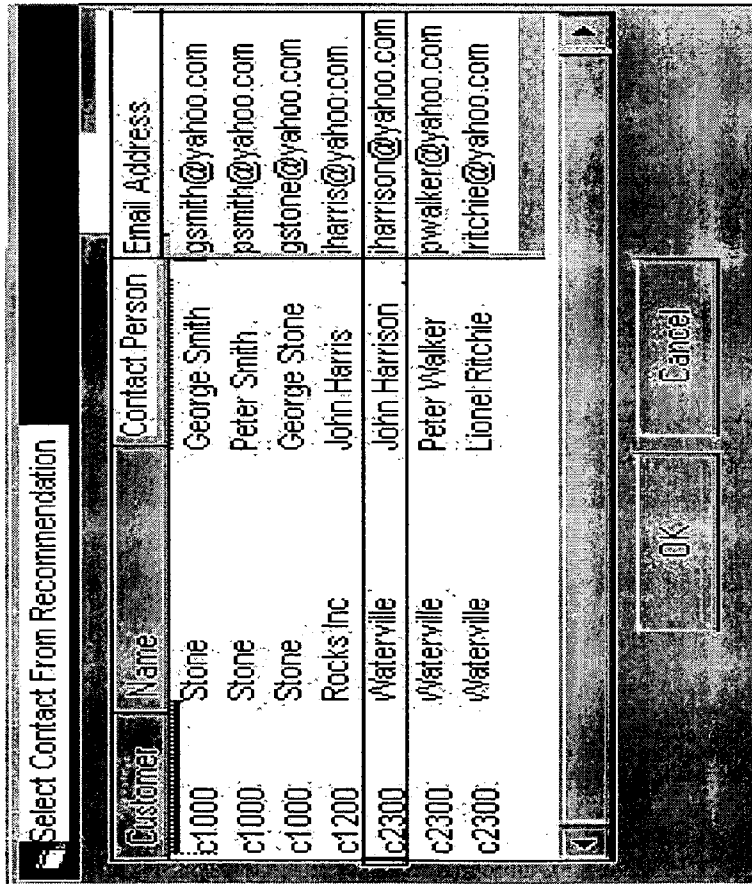 Select Contact From Recommendation
Customer Name Contact Person Email Address
c1000 Stone George Smith gsmith@yahoo.com
c1000 Stone Peter Smith psmith@yahoo.com
c1000 Stone George Stone gstone@yahoo.com
c1200 Rocks Inc John Harris jharris@yahoo.com
c2300 Waterville John Harrison jharrison@yahoo.com
c2300 Waterville Peter Walker pwalker@yahoo.com
c2300 Waterville Lionel Ritchie lritchie@yahoo.com
OK Cancel